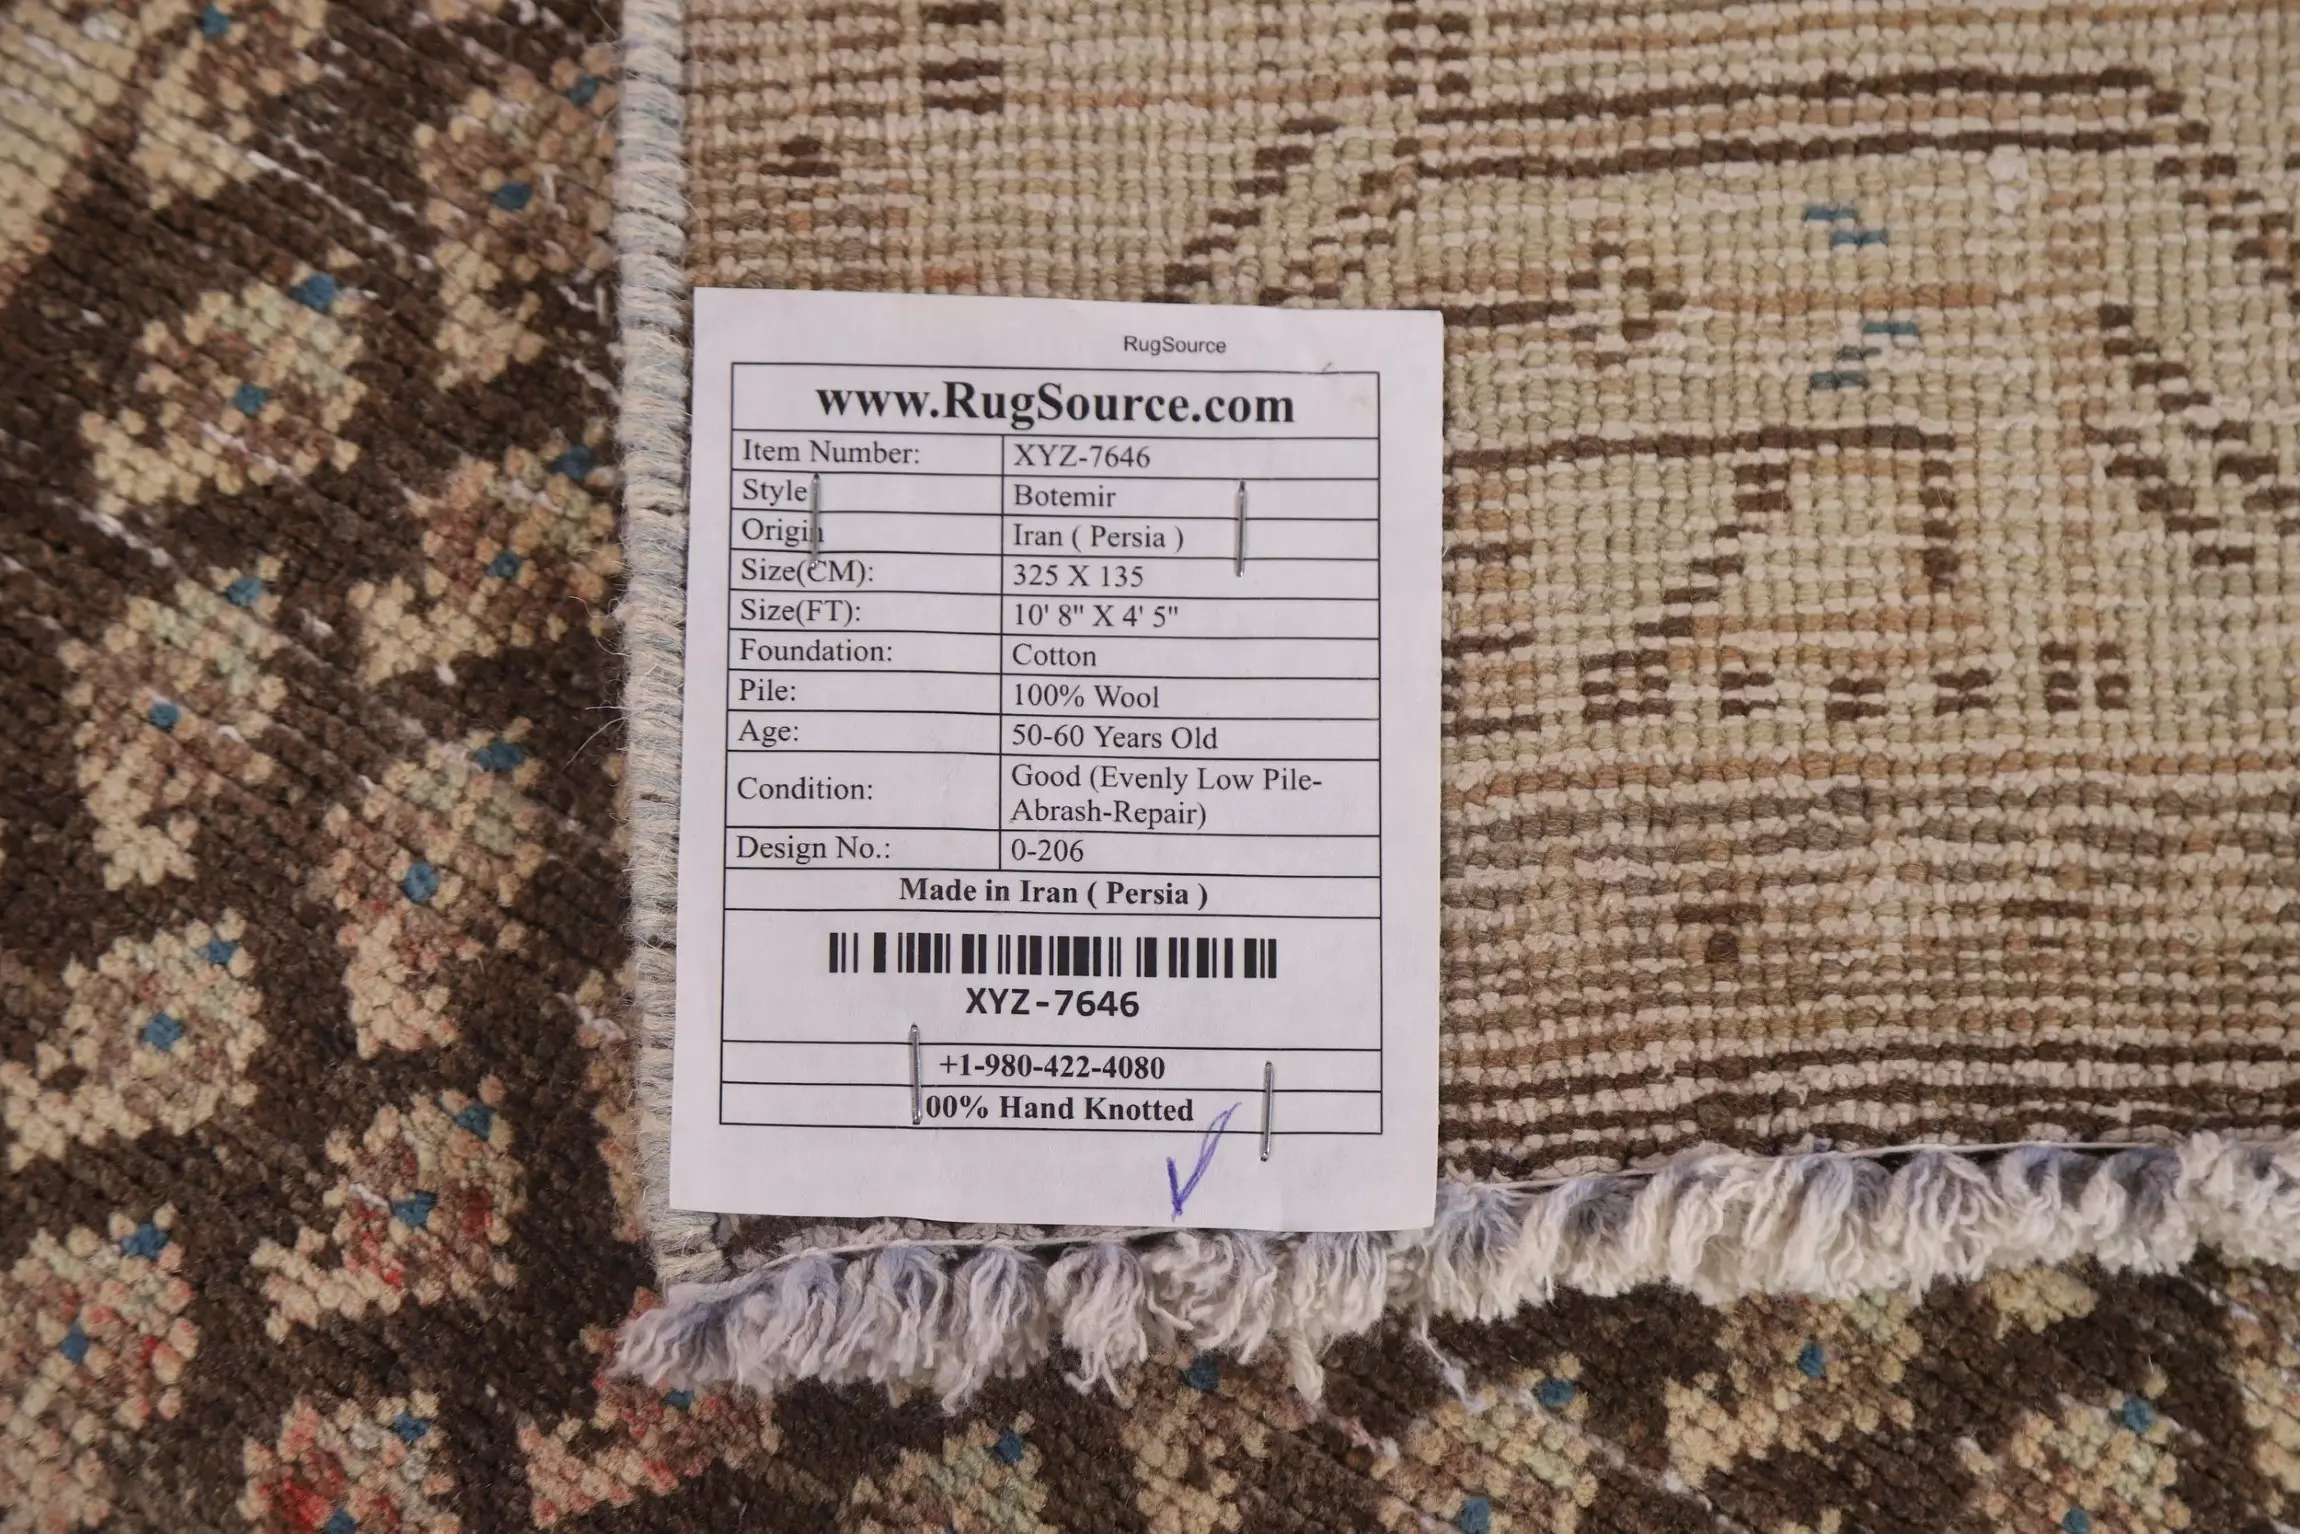 RugSource
www.RugSource.com
Item Number: XYZ-7646
Style Botemir
Origin Iran ( Persia )
Size(CM): 325 X 135
Size(FT): 10' 8" X 4' 5"
Foundation: Cotton
Pile: 100% Wool
Age: 50-60 Years Old
Condition: Good (Evenly Low Pile-
Abrash-Repair)
Design No.: 0-206
Made in Iran ( Persia )
XYZ-7646
+1-980-422-4080
00% Hand Knotted